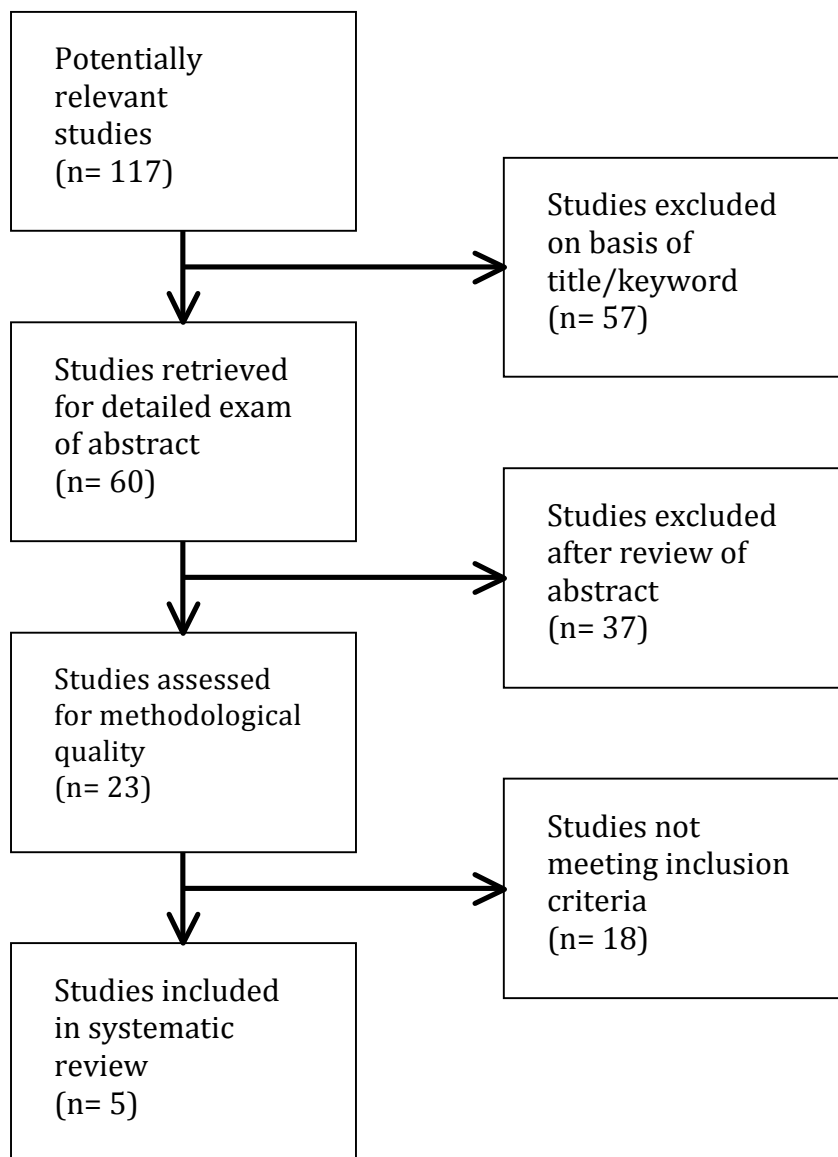 Potentially
relevant
studies
(n= 117)
Studies excluded
on basis of
title/keyword
(n= 57)
Studies retrieved
for detailed exam
of abstract
(n= 60)
Studies excluded
after review of
abstract
(n= 37)
Studies assessed
for methodological
quality
(n= 23)
Studies not
meeting inclusion
criteria
(n= 18)
Studies included
in systematic
review
(n= 5)